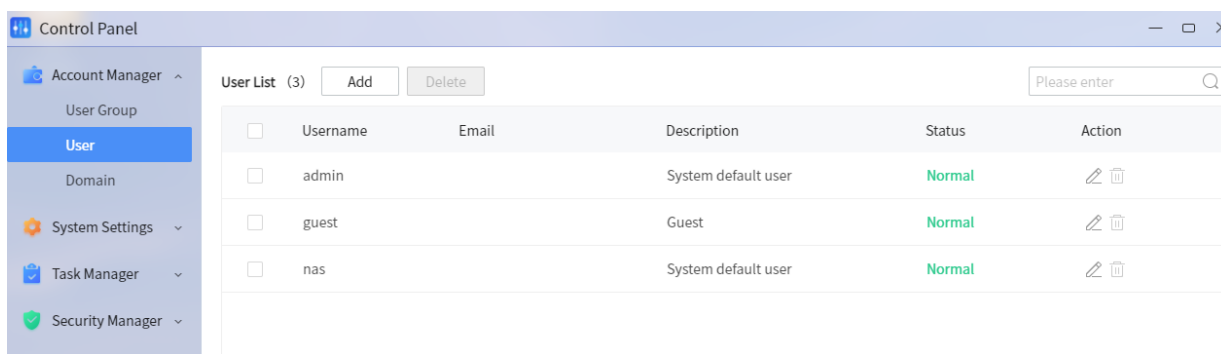 Control Panel
Account Manager
User Group
User
Domain
System Settings
Task Manager
Security Manager
User List (3) Add Delete Please enter
Username Email Description Status Action
admin System default user Normal
guest Guest Normal
nas System default user Normal